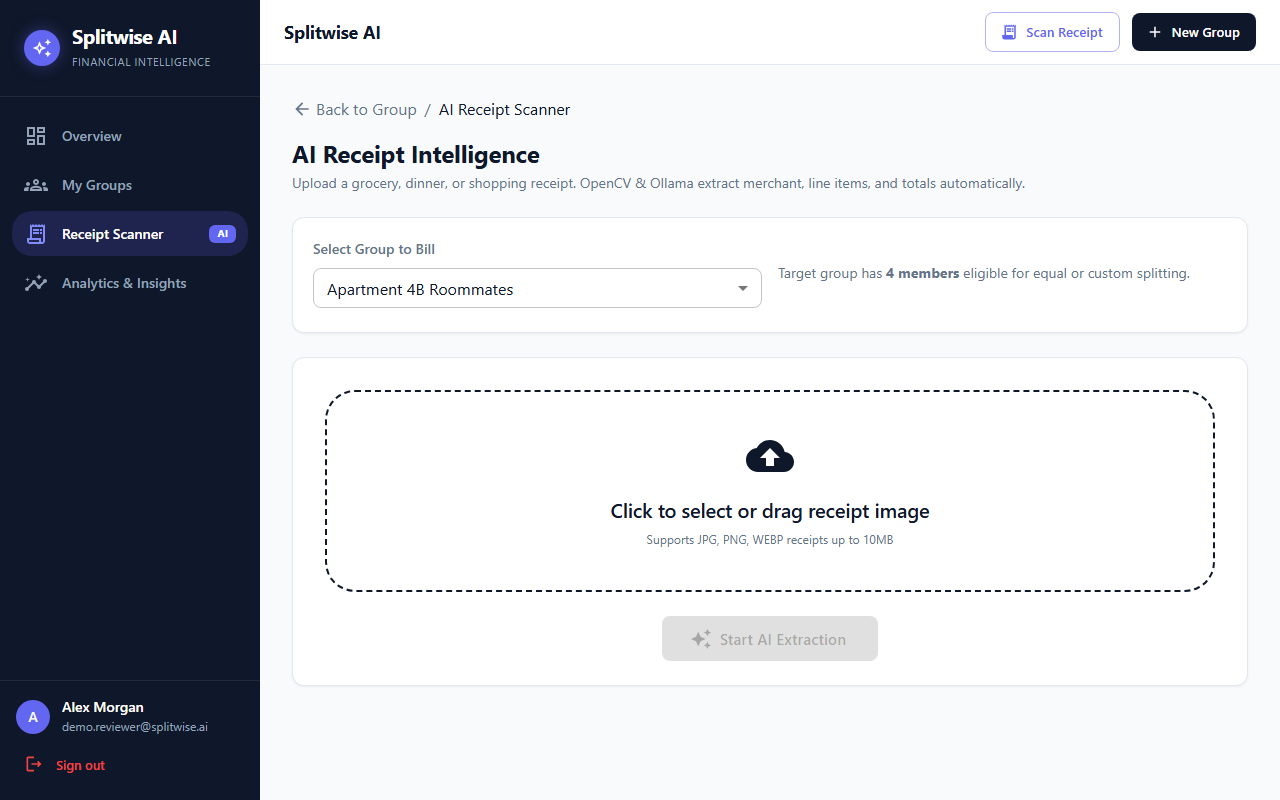 Splitwise AI
FINANCIAL INTELLIGENCE
Overview
My Groups
Receipt Scanner
AI
Analytics & Insights
A
Alex Morgan
demo.reviewer@splitwise.ai
Sign out
Splitwise AI
Scan Receipt
New Group
Back to Group / AI Receipt Scanner
AI Receipt Intelligence
Upload a grocery, dinner, or shopping receipt. OpenCV & Ollama extract merchant, line items, and totals automatically.
Select Group to Bill
Apartment 4B Roommates
Target group has 4 members eligible for equal or custom splitting.
Click to select or drag receipt image
Supports JPG, PNG, WEBP receipts up to 10MB
Start AI Extraction